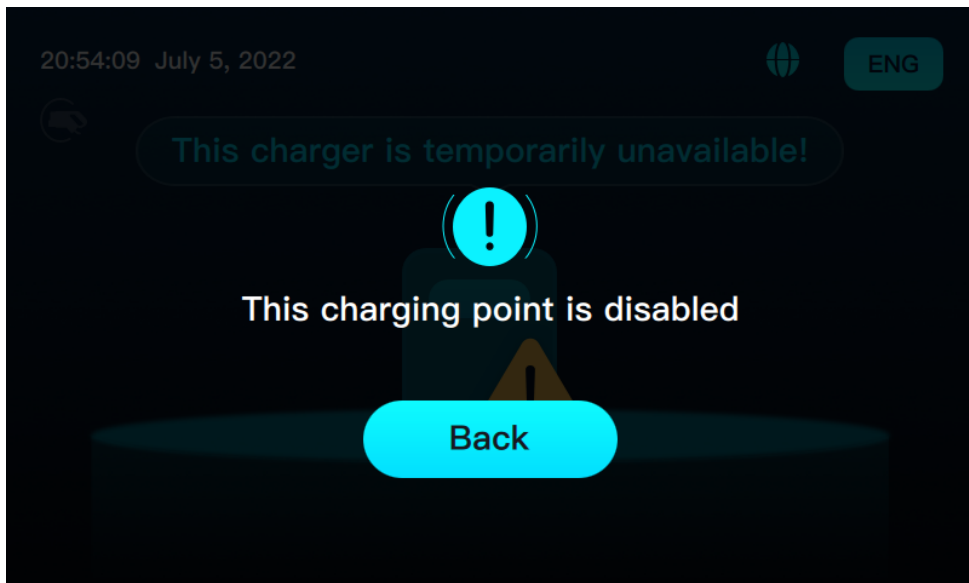 20:54:09 July 5, 2022
ENG
This charger is temporarily unavailable!
This charging point is disabled
Back